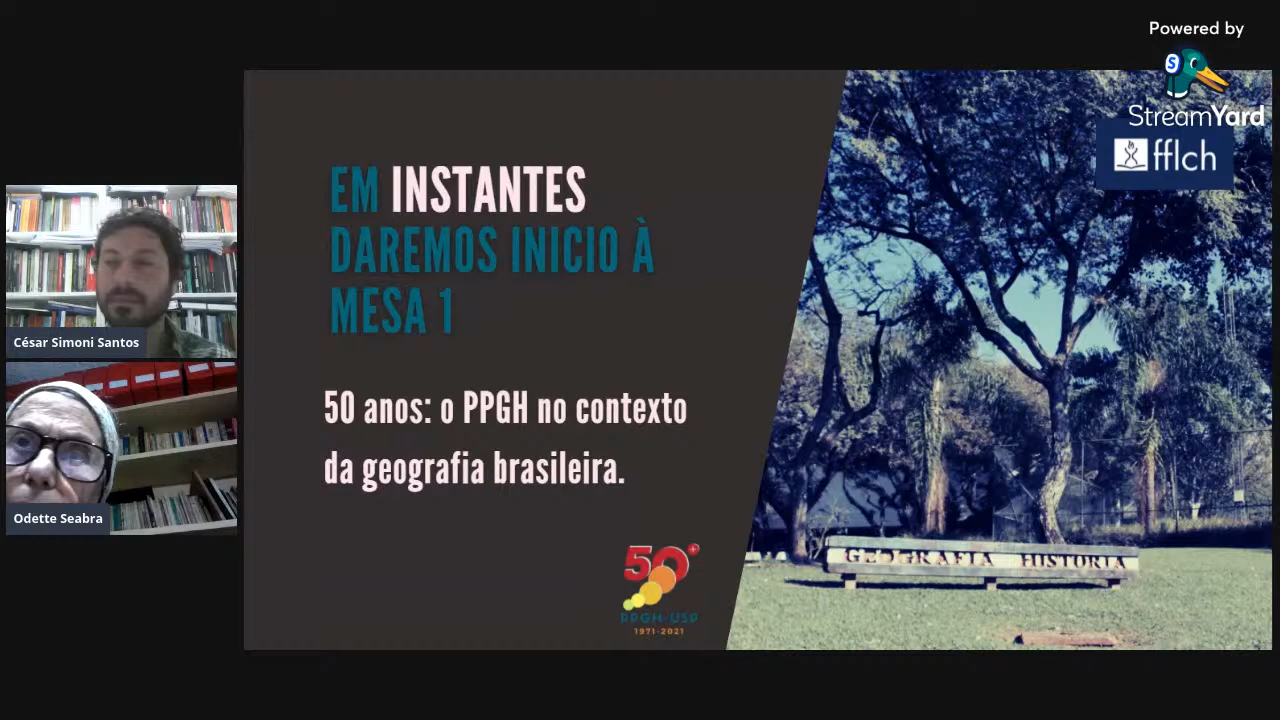 Powered by
StreamYard
fflch
EM INSTANTES
DAREMOS INICIO À
MESA 1
50 anos: o PPGH no contexto
da geografia brasileira.
César Simoni Santos
Odette Seabra
GEOGRAFIA HISTORIA
50+
PPGH-USP
1971-2021